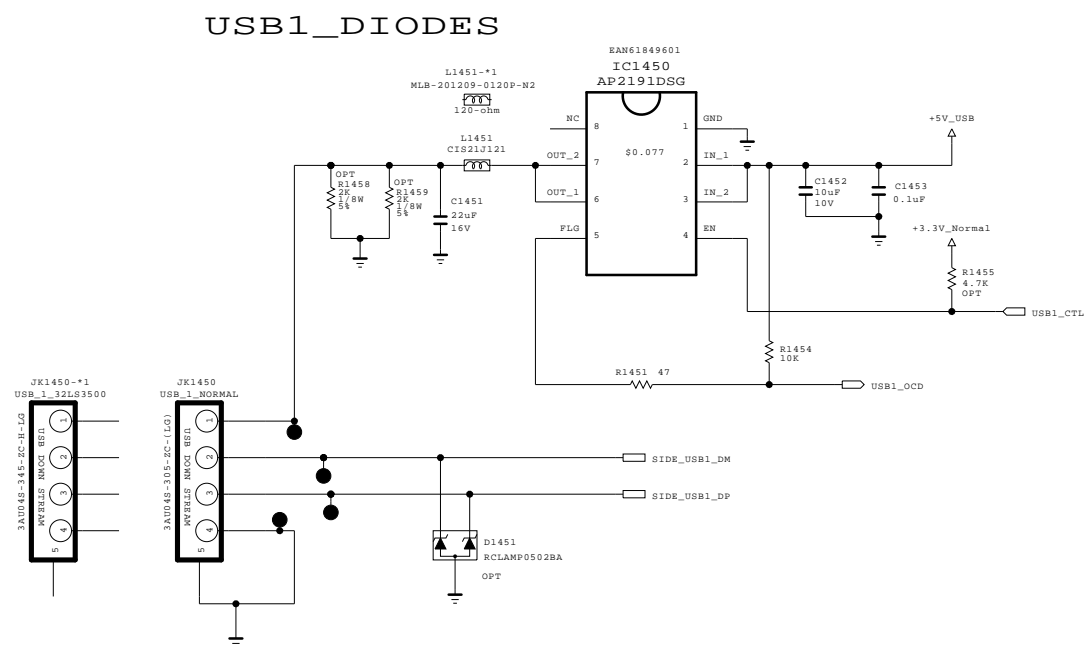 USB1_DIODES
EAN61849601
IC1450
AP2191DSG
L1451-*1
MLB-201209-0120P-N2
120-ohm
L1451
CIS21J121
NC
8
OUT_2
7
OUT_1
6
FLG
5
$0.077
1
GND
2
IN_1
3
IN_2
4
EN
+5V_USB
C1452
10uF
10V
C1453
0.1uF
+3.3V_Normal
R1455
4.7K
OPT
USB1_CTL
R1454
10K
USB1_OCD
R1451 47
OPT
R1458
2K
1/8W
5%
OPT
R1459
2K
1/8W
5%
C1451
22uF
16V
JK1450-*1
USB_1_32LS3500
3AU04S-345-ZC-H-LG
USB DOWN STREAM
1
2
3
4
5
JK1450
USB_1_NORMAL
3AU04S-305-ZC-(LG)
USB DOWN STREAM
1
2
3
4
5
SIDE_USB1_DM
SIDE_USB1_DP
D1451
RCLAMP0502BA
OPT